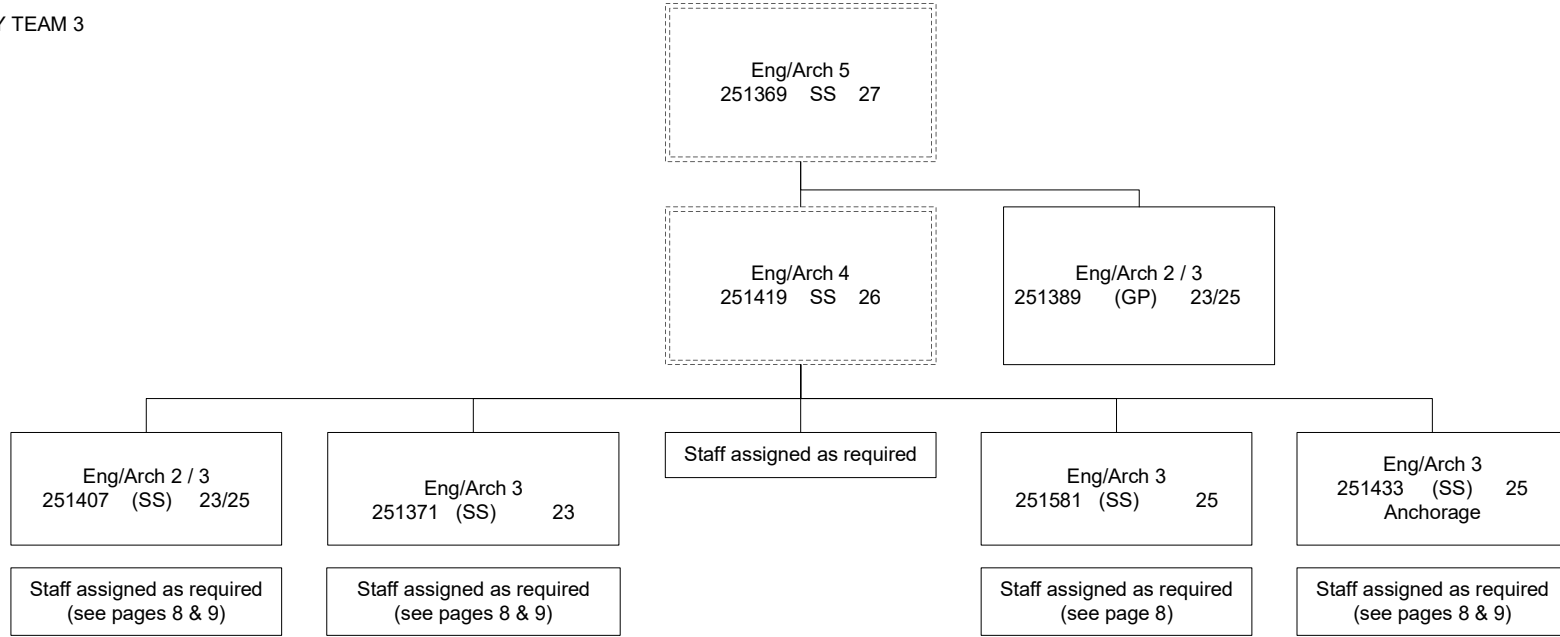 Y TEAM 3
Eng/Arch 5
251369 SS 27
Eng/Arch 4
251419 SS 26
Eng/Arch 2 / 3
251389 (GP) 23/25
Eng/Arch 2 / 3
251407 (SS) 23/25
Eng/Arch 3
251371 (SS) 23
Staff assigned as required
Eng/Arch 3
251581 (SS) 25
Eng/Arch 3
251433 (SS) 25
Anchorage
Staff assigned as required
(see pages 8 & 9)
Staff assigned as required
(see pages 8 & 9)
Staff assigned as required
(see page 8)
Staff assigned as required
(see pages 8 & 9)